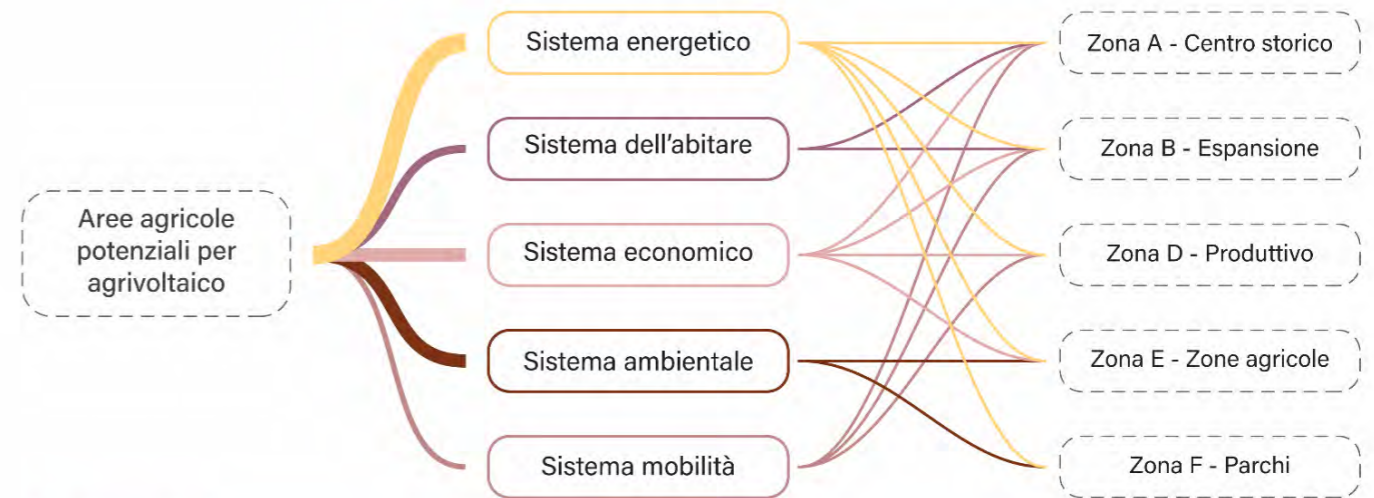 Aree agricole
potenziali per
agrivoltaico
Sistema energetico
Sistema dell'abitare
Sistema economico
Sistema ambientale
Sistema mobilità
Zona A - Centro storico
Zona B - Espansione
Zona D - Produttivo
Zona E - Zone agricole
Zona F - Parchi